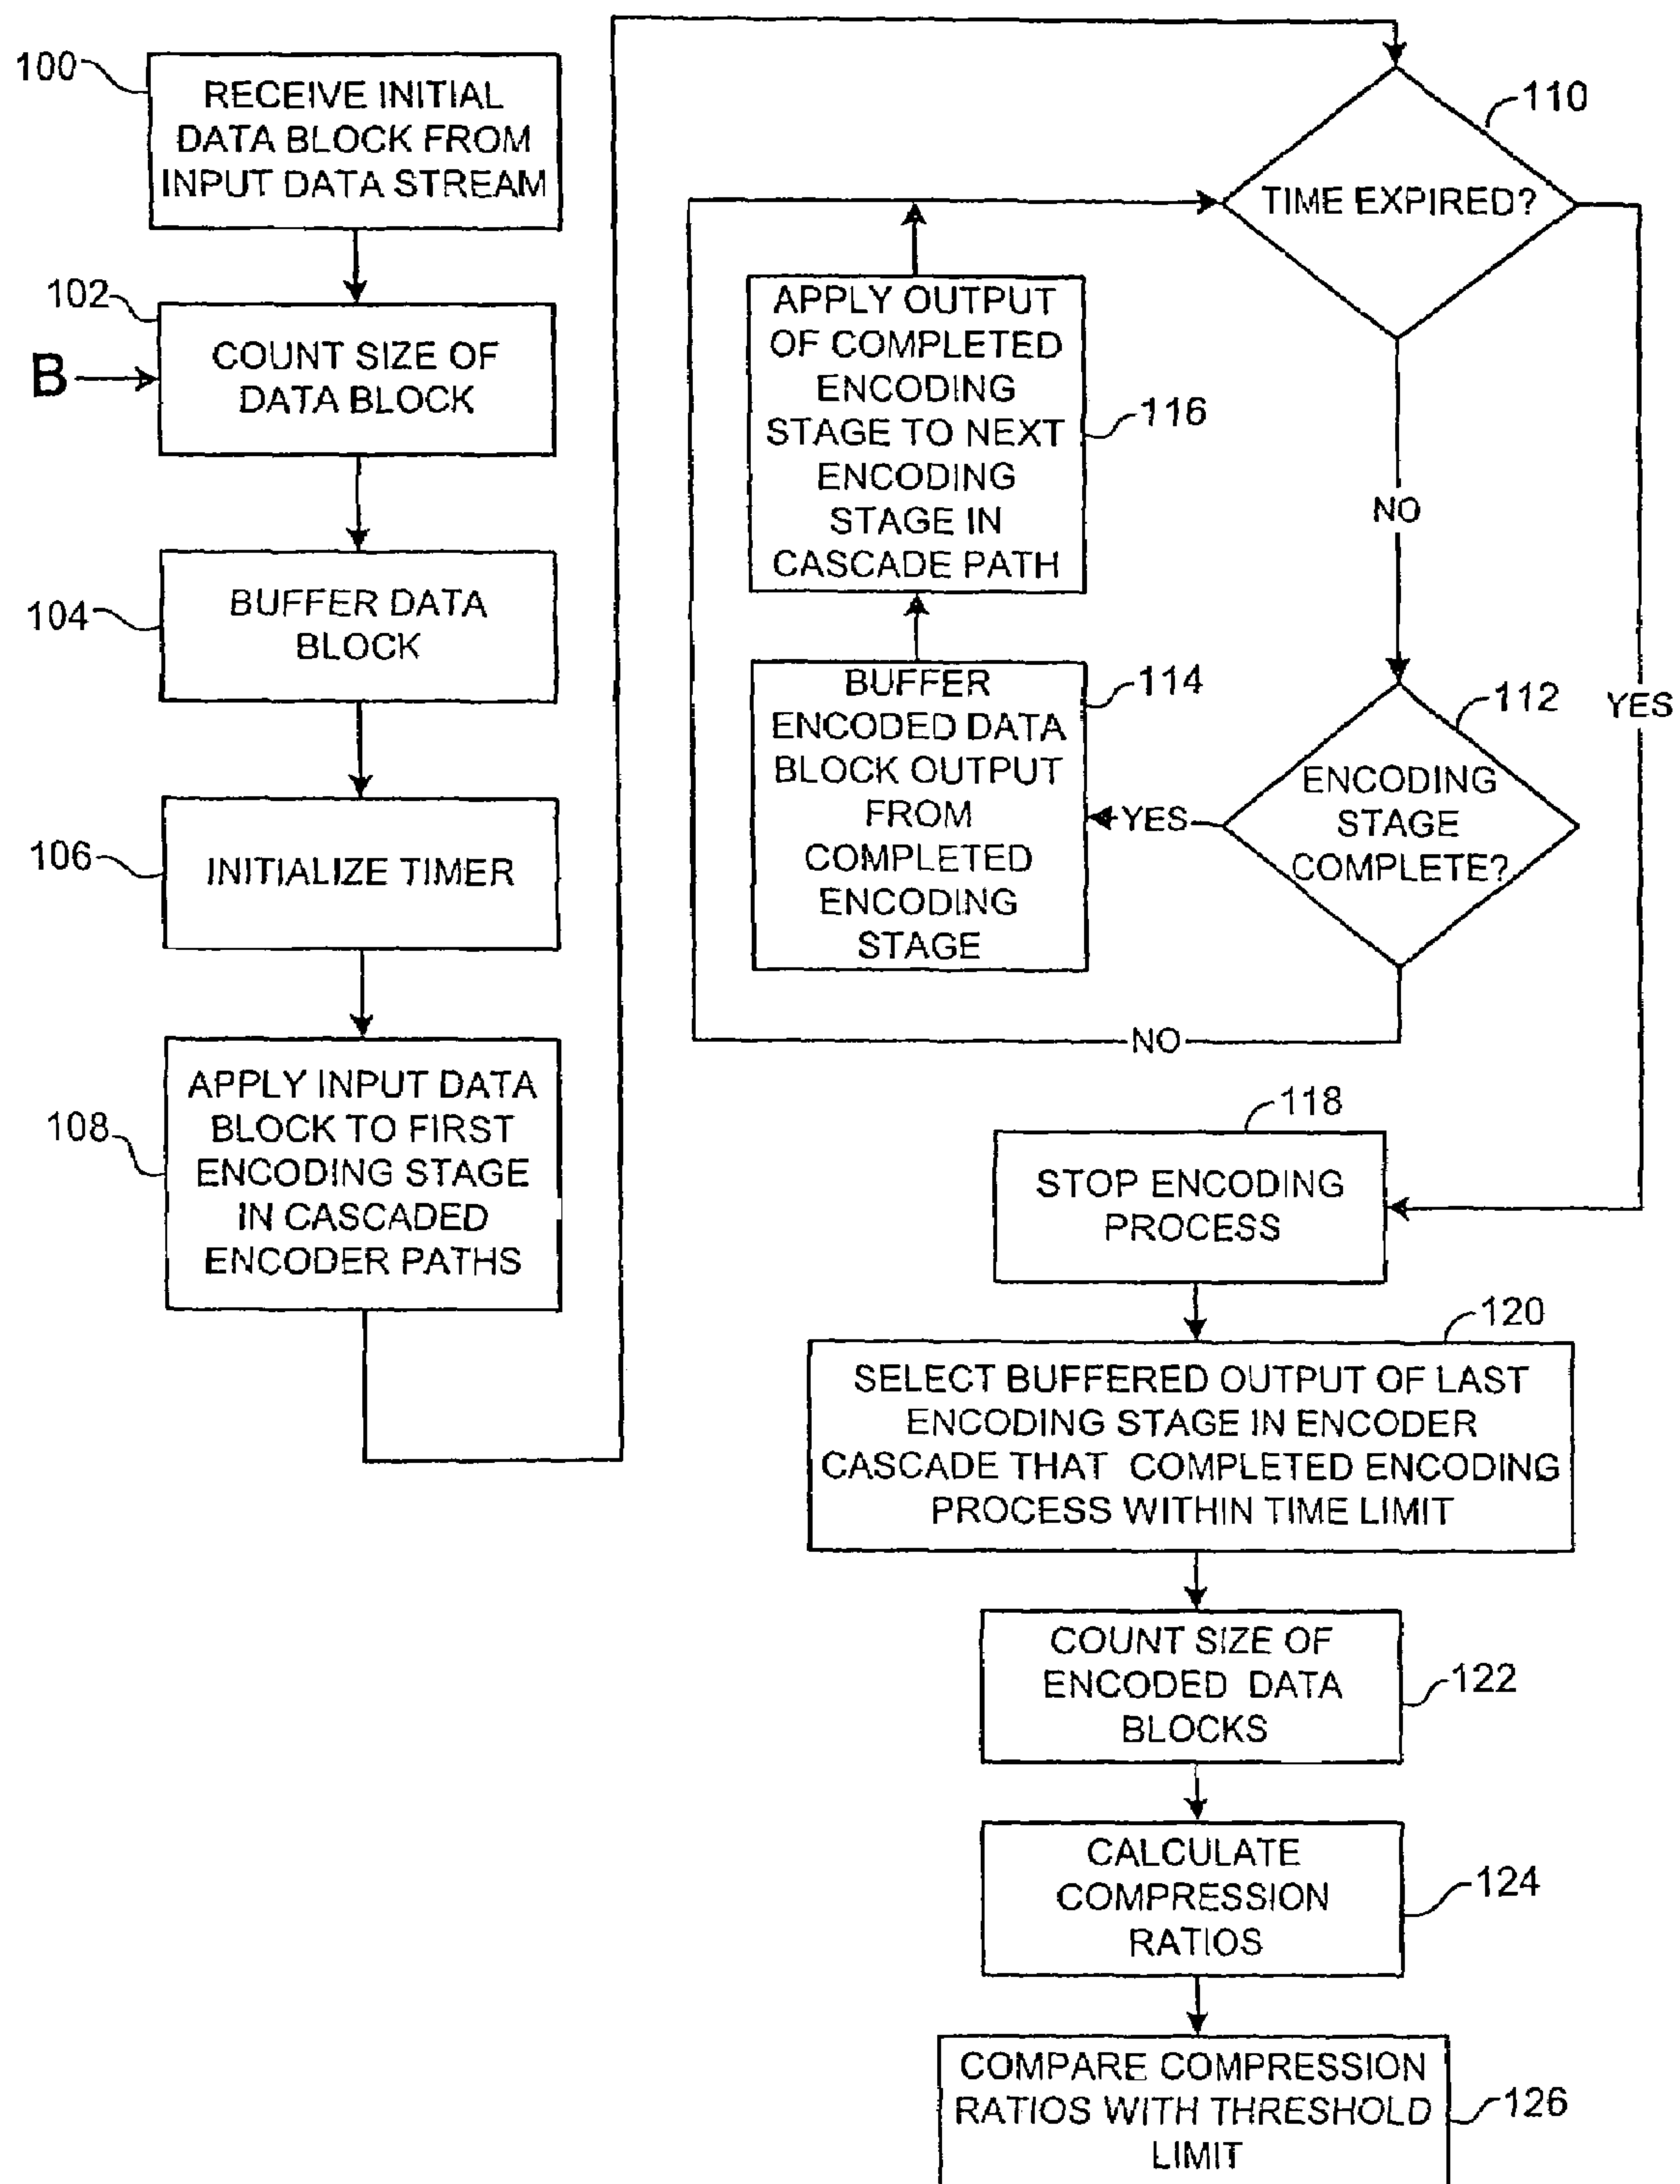 100
RECEIVE INITIAL
DATA BLOCK FROM
INPUT DATA STREAM
102
B
COUNT SIZE OF
DATA BLOCK
104
BUFFER DATA
BLOCK
106
INITIALIZE TIMER
108
APPLY INPUT DATA
BLOCK TO FIRST
ENCODING STAGE
IN CASCADED
ENCODER PATHS
110
TIME EXPIRED?
NO
YES
112
ENCODING
STAGE
COMPLETE?
YES
NO
114
BUFFER
ENCODED DATA
BLOCK OUTPUT
FROM
COMPLETED
ENCODING
STAGE
116
APPLY OUTPUT
OF COMPLETED
ENCODING
STAGE TO NEXT
ENCODING
STAGE IN
CASCADE PATH
118
STOP ENCODING
PROCESS
120
SELECT BUFFERED OUTPUT OF LAST
ENCODING STAGE IN ENCODER
CASCADE THAT COMPLETED ENCODING
PROCESS WITHIN TIME LIMIT
122
COUNT SIZE OF
ENCODED DATA
BLOCKS
124
CALCULATE
COMPRESSION
RATIOS
126
COMPARE COMPRESSION
RATIOS WITH THRESHOLD
LIMIT